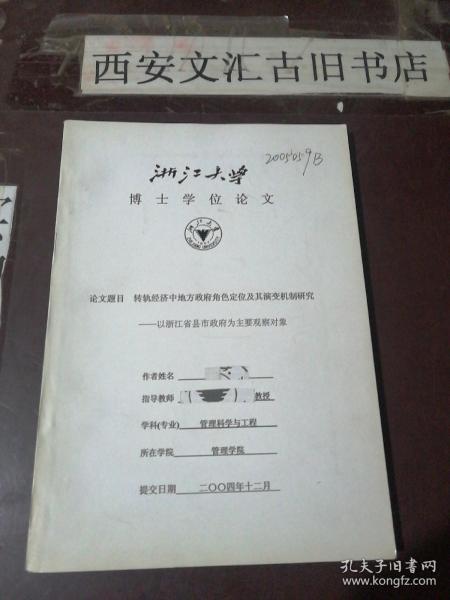 西安文汇古旧书店
浙江大学
博士学位论文
论文题目 转轨经济中地方政府角色定位及其演变机制研究
——以浙江省县市政府为主要观察对象
作者姓名
指导教师 教授
学科(专业) 管理科学与工程
所在学院 管理学院
提交日期 二〇〇四年十二月
孔夫子旧书网
www.kongfz.com